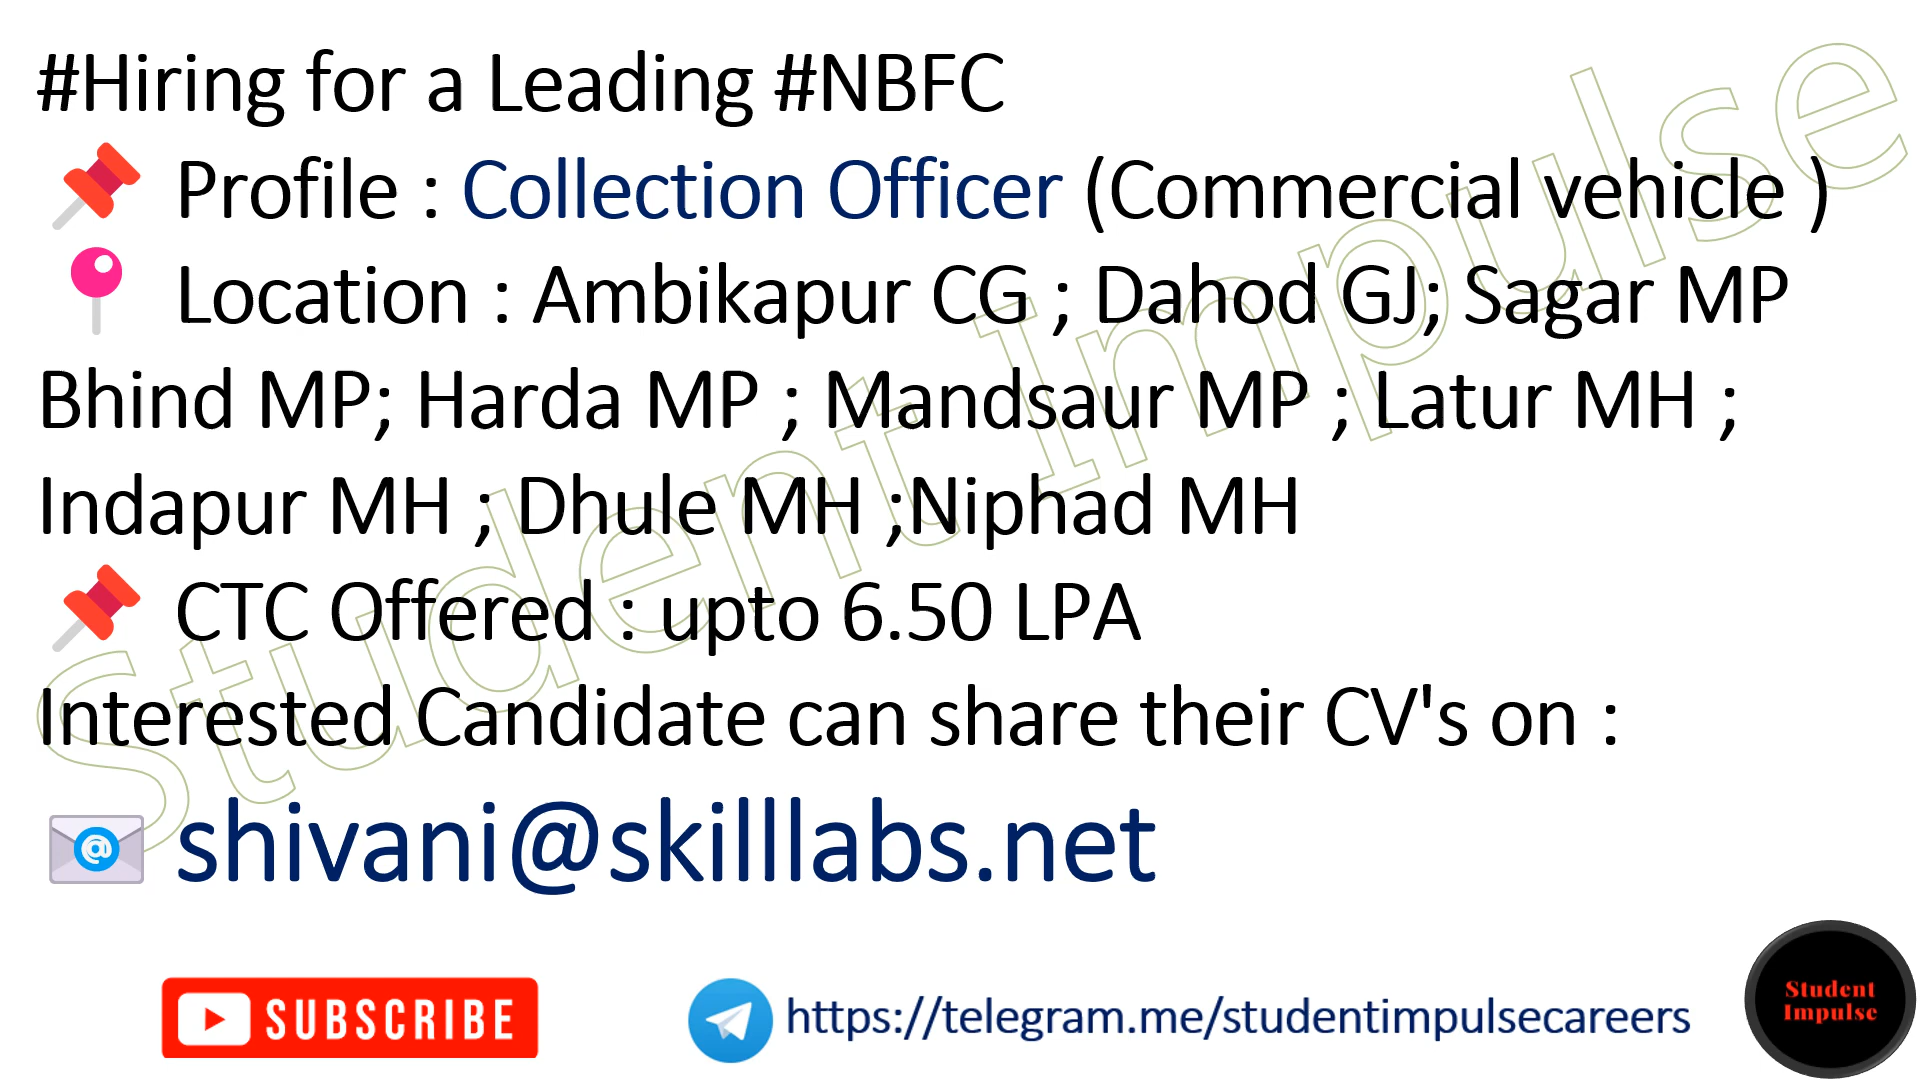 #Hiring for a Leading #NBFC
📌 Profile : Collection Officer (Commercial vehicle )
📍 Location : Ambikapur CG ; Dahod GJ; Sagar MP
Bhind MP; Harda MP ; Mandsaur MP ; Latur MH ;
Indapur MH ; Dhule MH ;Niphad MH
📌 CTC Offered : upto 6.50 LPA
Interested Candidate can share their CV's on :
📧 shivani@skilllabs.net
Student Impulse
SUBSCRIBE
https://telegram.me/studentimpulsecareers
Student
Impulse